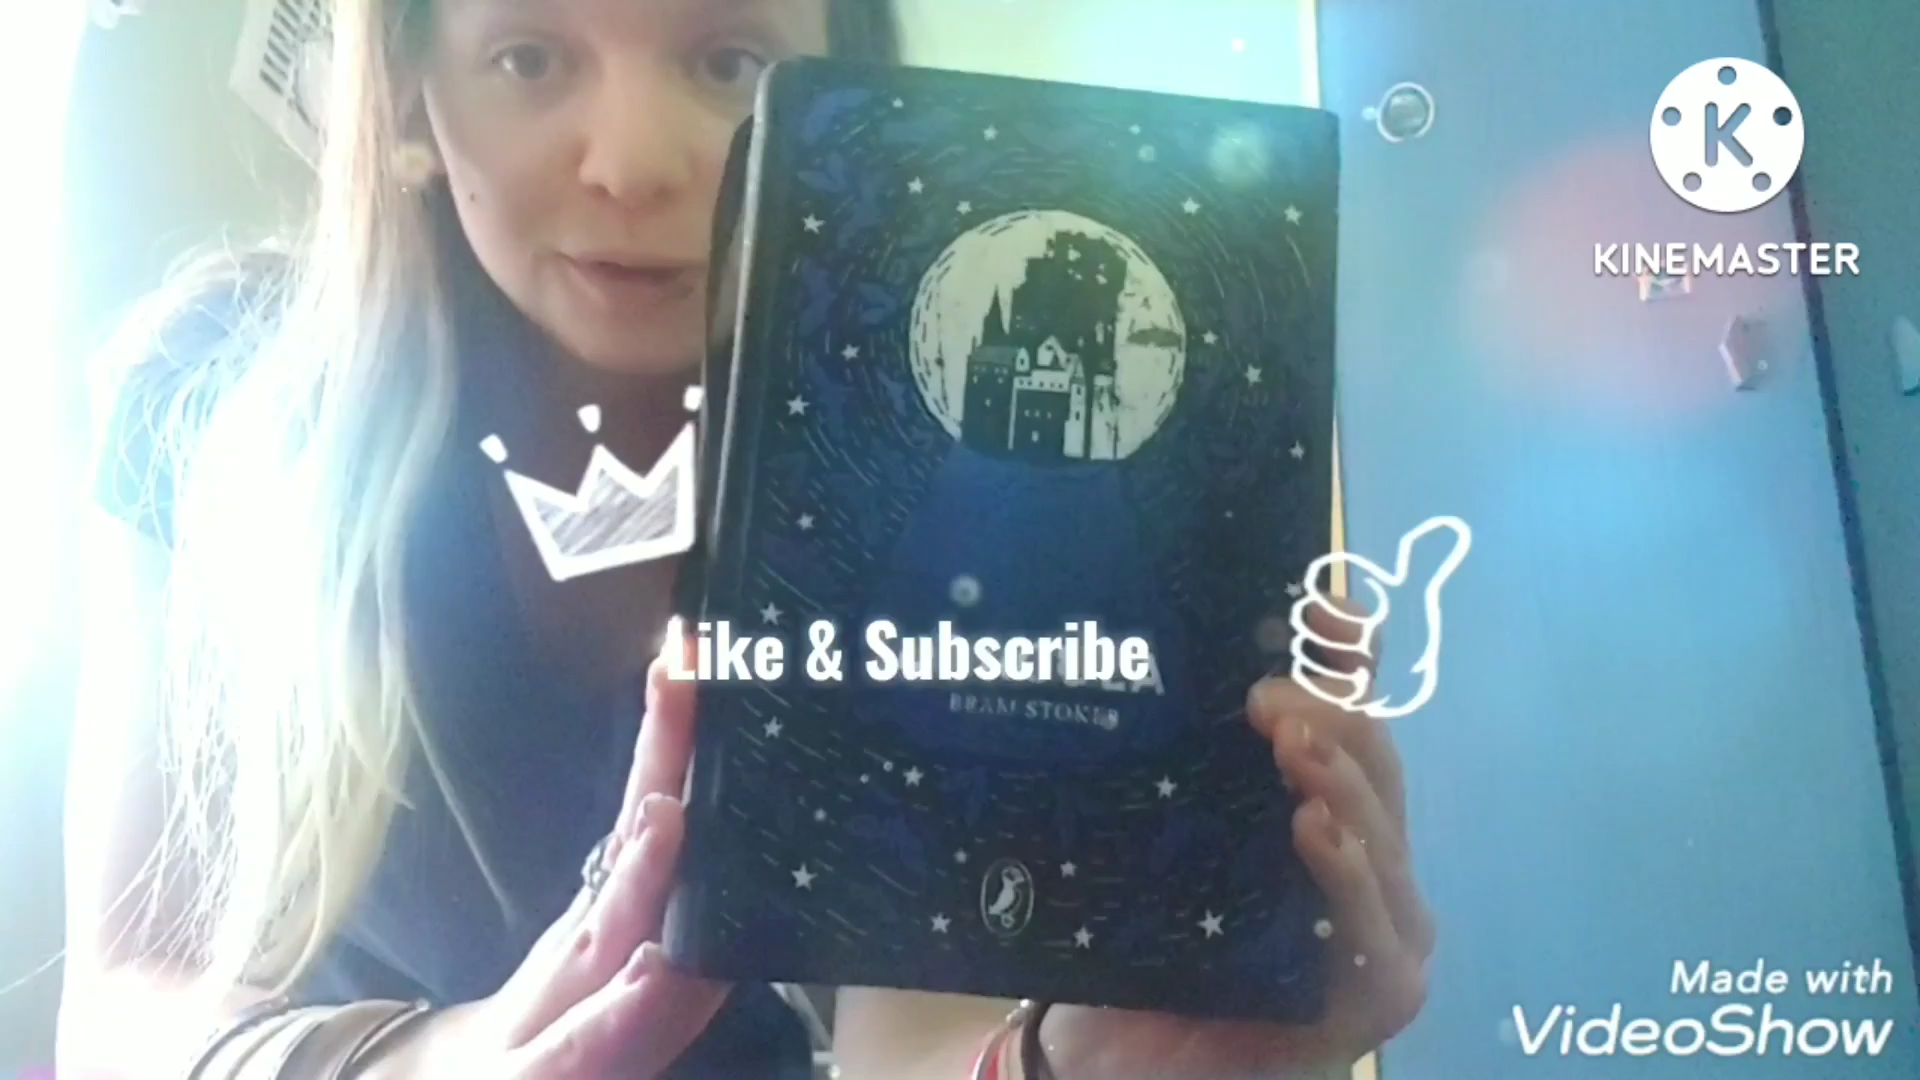 K
KINEMASTER
Like & Subscribe
BRAM STOKER
Made with
VideoShow